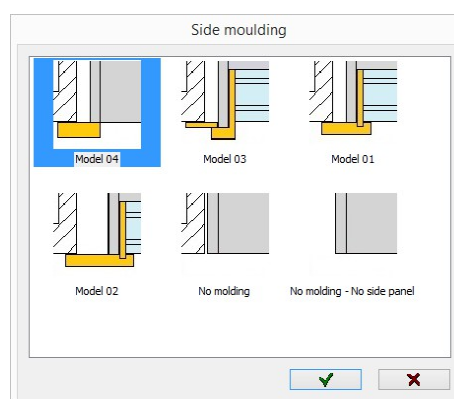 Side moulding
Model 04 Model 03 Model 01
Model 02 No molding No molding - No side panel